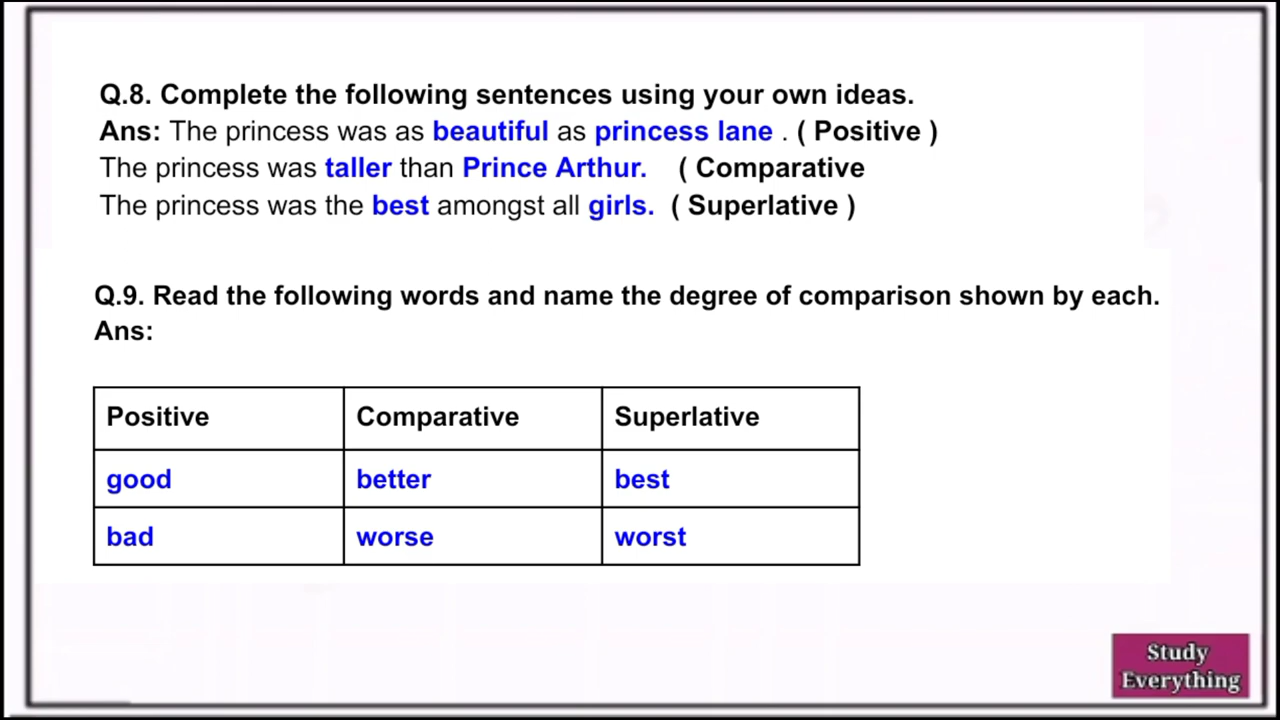 Q.8. Complete the following sentences using your own ideas.
Ans: The princess was as beautiful as princess lane . ( Positive )
The princess was taller than Prince Arthur. ( Comparative
The princess was the best amongst all girls. ( Superlative )
Q.9. Read the following words and name the degree of comparison shown by each.
Ans:
Positive Comparative Superlative
good better best
bad worse worst
Study
Everything